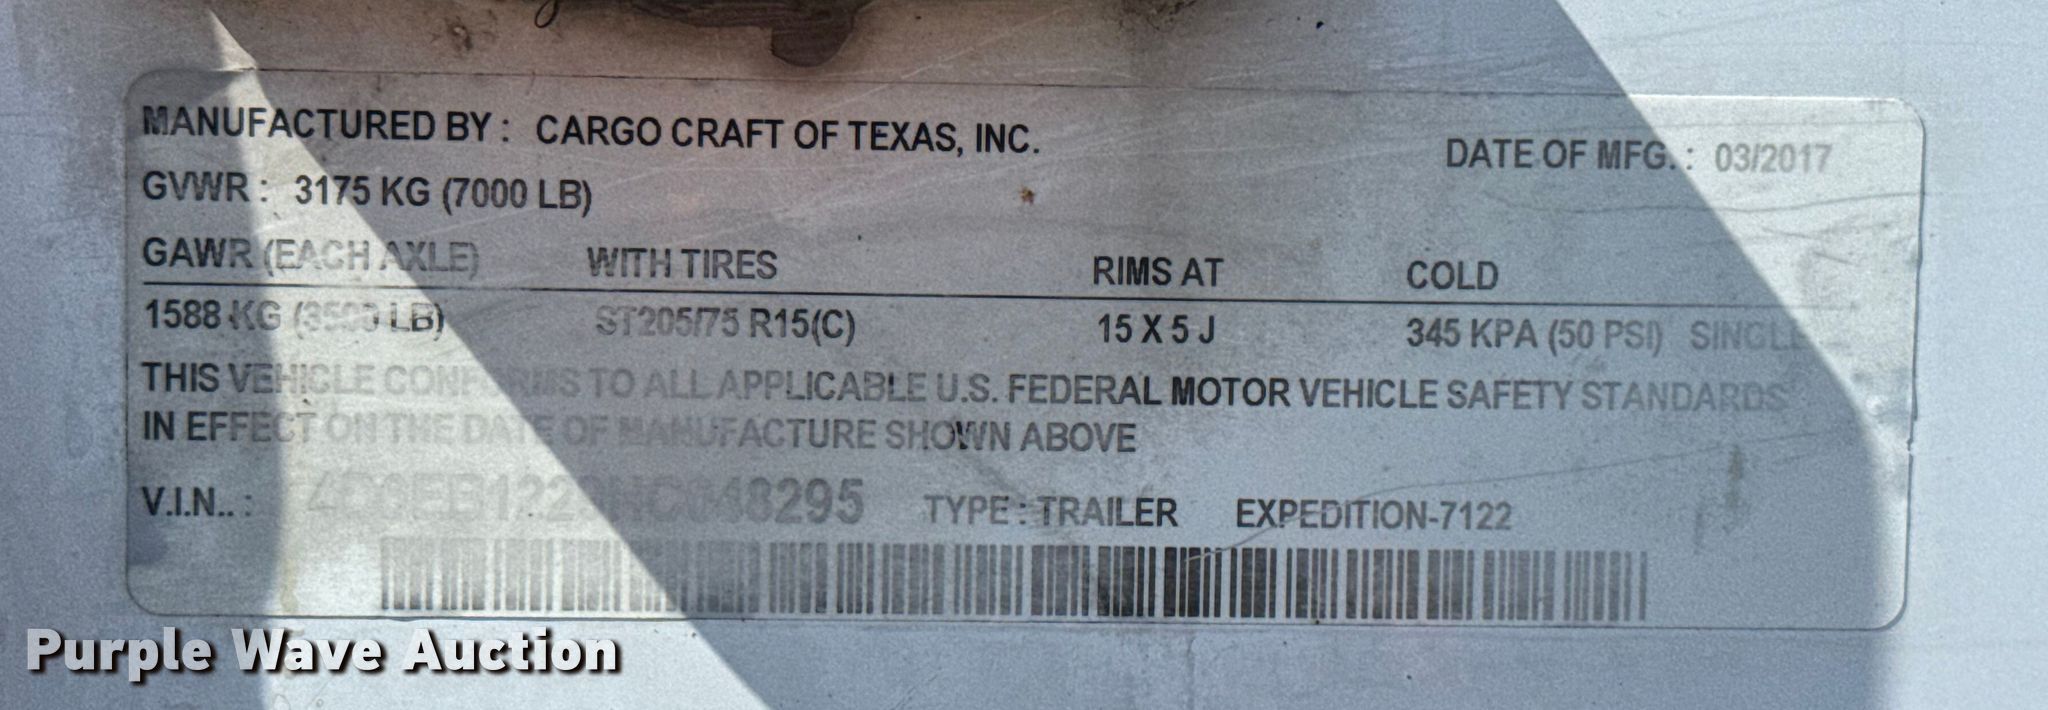 MANUFACTURED BY : CARGO CRAFT OF TEXAS, INC.
DATE OF MFG. : 03/2017
GVWR : 3175 KG (7000 LB)
GAWR (EACH AXLE) WITH TIRES RIMS AT COLD
1588 KG (3500 LB) ST205/75 R15(C) 15 X 5 J 345 KPA (50 PSI) SINGLE
THIS VEHICLE CONFORMS TO ALL APPLICABLE U.S. FEDERAL MOTOR VEHICLE SAFETY STANDARDS
IN EFFECT ON THE DATE OF MANUFACTURE SHOWN ABOVE
V.I.N.. : TYPE : TRAILER EXPEDITION-7122
Purple Wave Auction